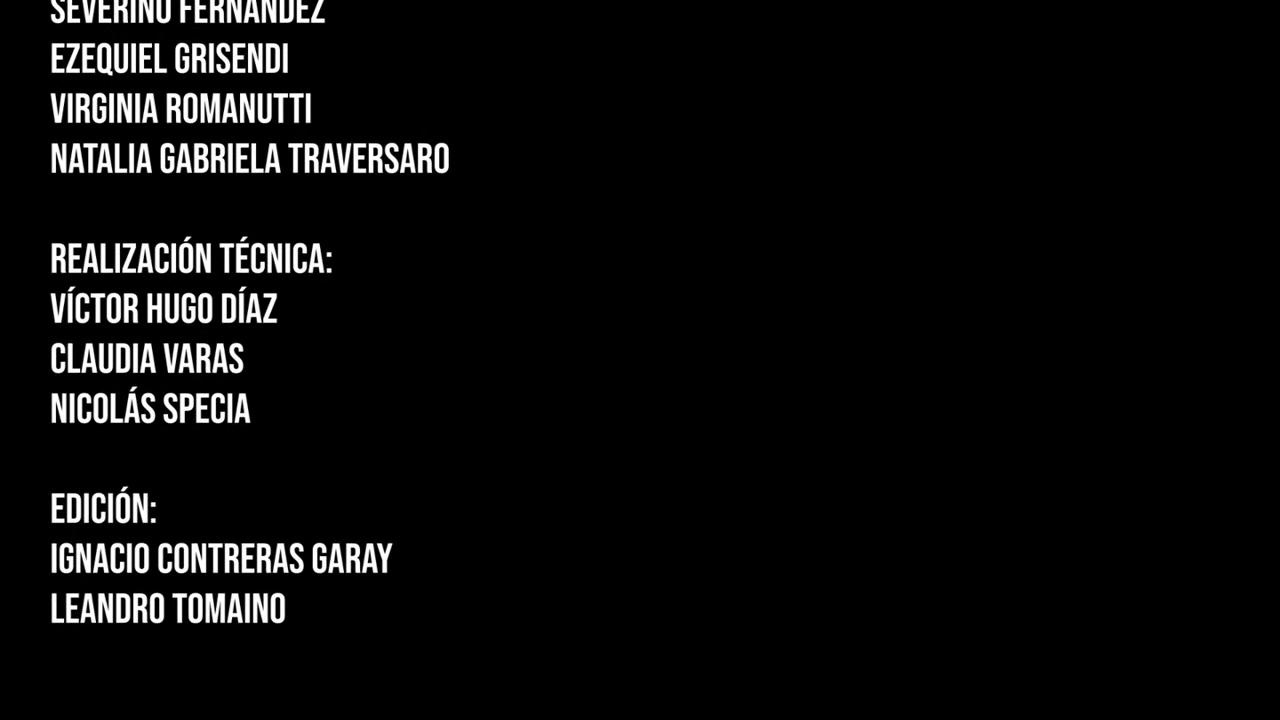 SEVERINO FERNÁNDEZ
EZEQUIEL GRISENDI
VIRGINIA ROMANUTTI
NATALIA GABRIELA TRAVERSARO
REALIZACIÓN TÉCNICA:
VÍCTOR HUGO DÍAZ
CLAUDIA VARAS
NICOLÁS SPECIA
EDICIÓN:
IGNACIO CONTRERAS GARAY
LEANDRO TOMAINO